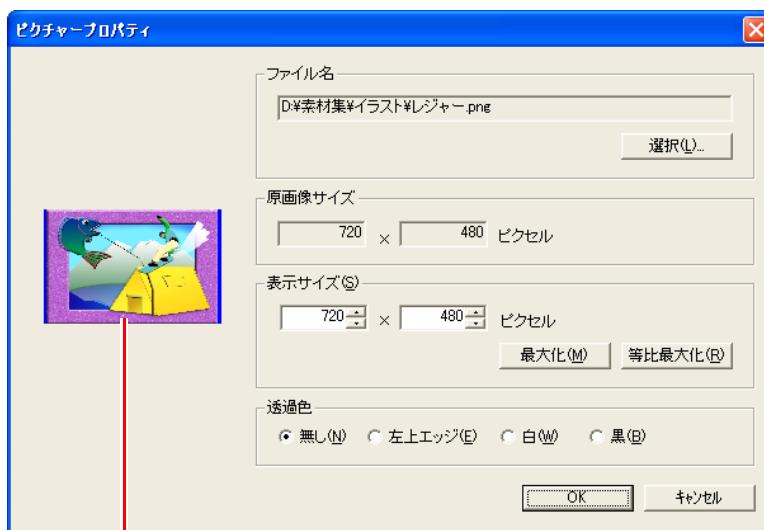 ピクチャープロパティ
ファイル名
D:¥素材集¥イラスト¥レジャー.png
選択(L)...
原画像サイズ
720 × 480 ピクセル
表示サイズ(S)
720 × 480 ピクセル
最大化(M) 等比最大化(R)
透過色
無し(N) 左上エッジ(E) 白(W) 黒(B)
OK キャンセル